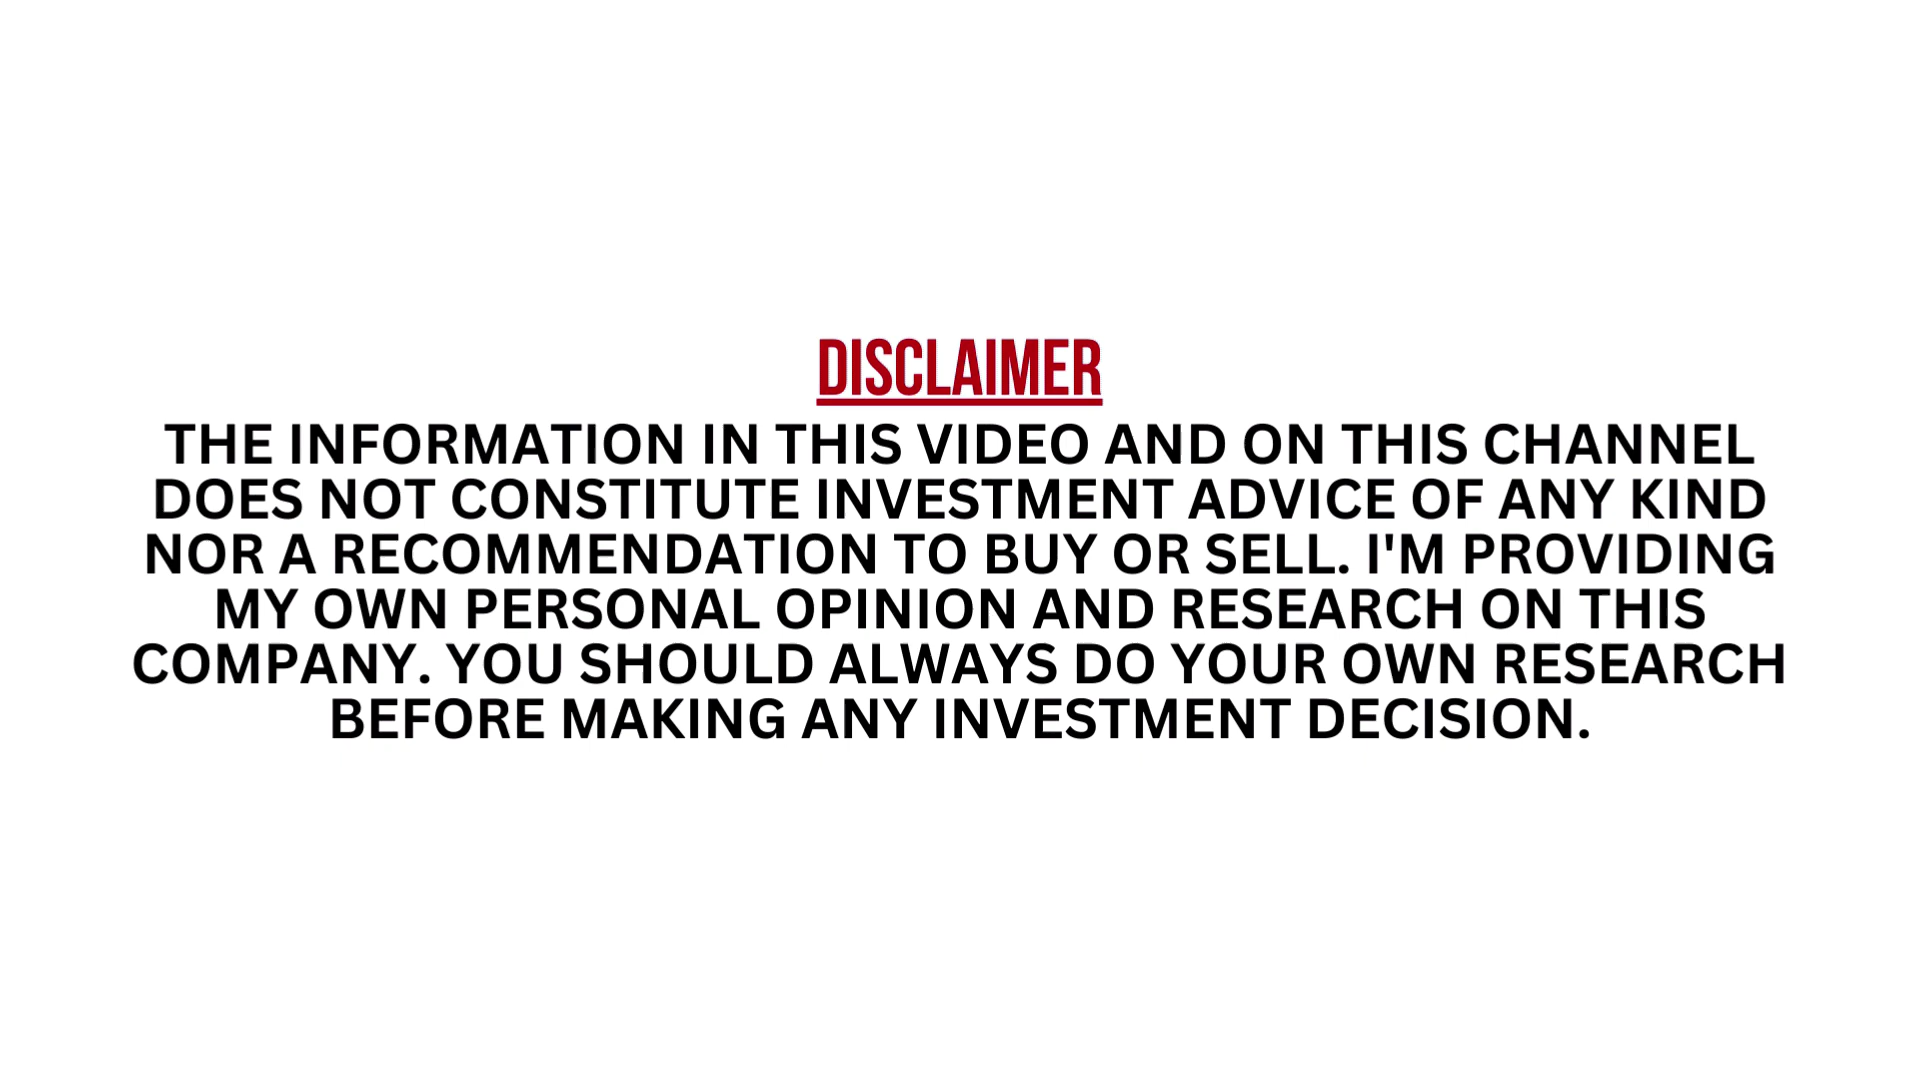 DISCLAIMER
THE INFORMATION IN THIS VIDEO AND ON THIS CHANNEL
DOES NOT CONSTITUTE INVESTMENT ADVICE OF ANY KIND
NOR A RECOMMENDATION TO BUY OR SELL. I'M PROVIDING
MY OWN PERSONAL OPINION AND RESEARCH ON THIS
COMPANY. YOU SHOULD ALWAYS DO YOUR OWN RESEARCH
BEFORE MAKING ANY INVESTMENT DECISION.